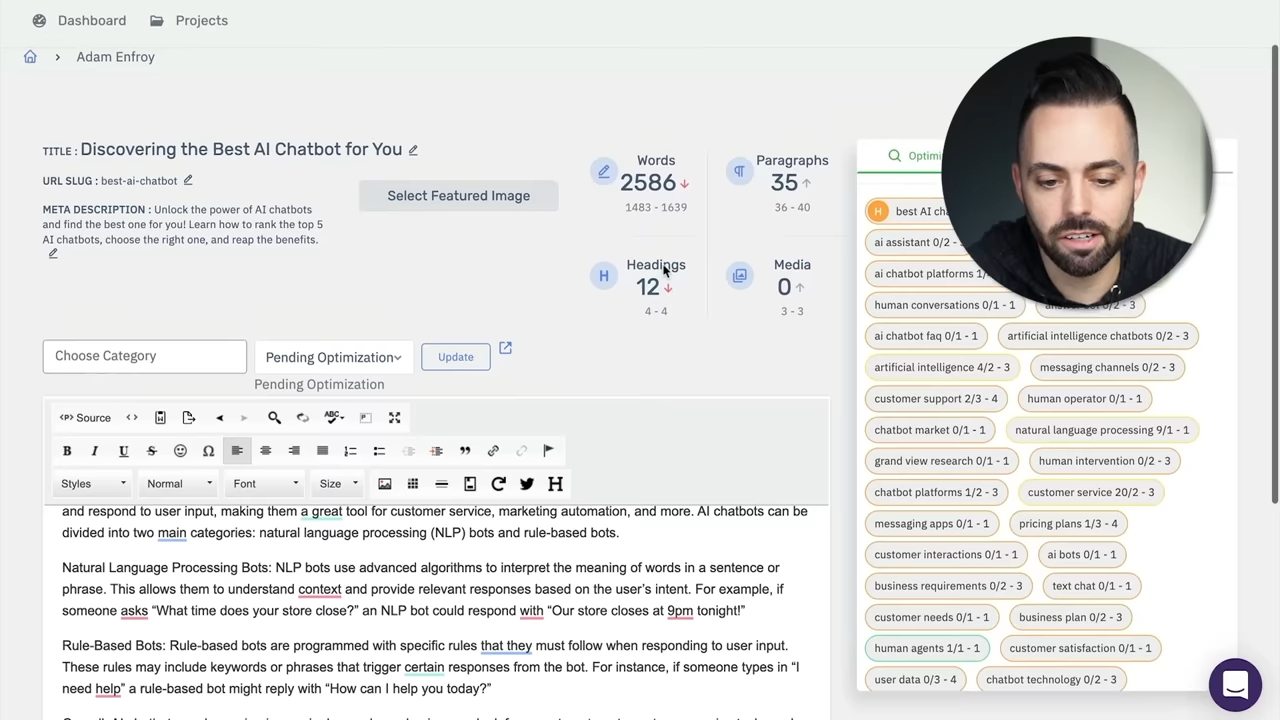 Dashboard Projects
Adam Enfroy
TITLE : Discovering the Best AI Chatbot for You
URL SLUG : best-ai-chatbot
META DESCRIPTION : Unlock the power of AI chatbots
and find the best one for you! Learn how to rank the top 5
AI chatbots, choose the right one, and reap the benefits.
Select Featured Image
Words
2586
1483 - 1639
Paragraphs
35
36 - 40
Headings
12
4 - 4
Media
0
3 - 3
Choose Category
Pending Optimization
Update
Pending Optimization
Source
ABC
B I U S
Styles Normal Font Size
and respond to user input, making them a great tool for customer service, marketing automation, and more. AI chatbots can be
divided into two main categories: natural language processing (NLP) bots and rule-based bots.
Natural Language Processing Bots: NLP bots use advanced algorithms to interpret the meaning of words in a sentence or
phrase. This allows them to understand context and provide relevant responses based on the user's intent. For example, if
someone asks “What time does your store close?” an NLP bot could respond with “Our store closes at 9pm tonight!”
Rule-Based Bots: Rule-based bots are programmed with specific rules that they must follow when responding to user input.
These rules may include keywords or phrases that trigger certain responses from the bot. For instance, if someone types in “I
need help” a rule-based bot might reply with “How can I help you today?”
H best AI
ai assistant 0/2 -
ai chatbot platforms
human conversations 0/1 - 1
ai chatbot faq 0/1 - 1 artificial intelligence chatbots 0/2 - 3
artificial intelligence 4/2 - 3 messaging channels 0/2 - 3
customer support 2/3 - 4 human operator 0/1 - 1
chatbot market 0/1 - 1 natural language processing 9/1 - 1
grand view research 0/1 - 1 human intervention 0/2 - 3
chatbot platforms 1/2 - 3 customer service 20/2 - 3
messaging apps 0/1 - 1 pricing plans 1/3 - 4
customer interactions 0/1 - 1 ai bots 0/1 - 1
business requirements 0/2 - 3 text chat 0/1 - 1
customer needs 0/1 - 1 business plan 0/2 - 3
human agents 1/1 - 1 customer satisfaction 0/1 - 1
user data 0/3 - 4 chatbot technology 0/2 - 3